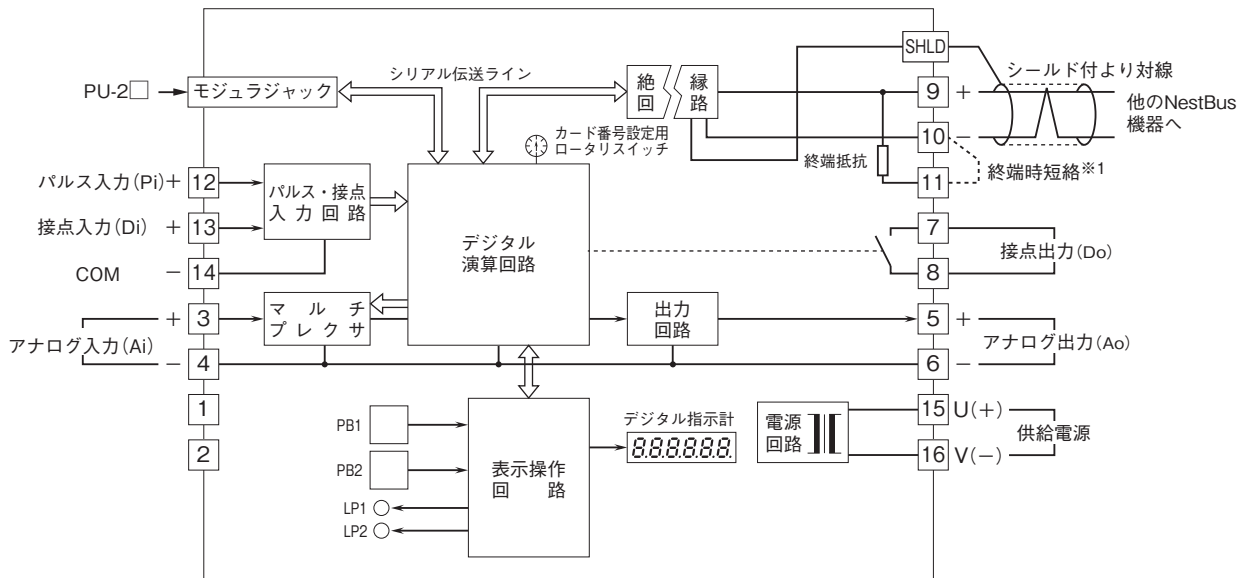 PU-2□
モジュラジャック
シリアル伝送ライン
絶 縁
回 路
カード番号設定用
ロータリスイッチ
SHLD
シールド付より対線
9 +
10 −
11
他のNestBus
機器へ
終端抵抗
終端時短絡※1
パルス入力(Pi)+ 12
接点入力(Di) + 13
COM − 14
パルス・接点
入力回路
デジタル
演算回路
7
8
接点出力(Do)
アナログ入力(Ai)
+ 3
− 4
マルチ
プレクサ
出力
回路
5 +
6 −
アナログ出力(Ao)
1
2
PB1
PB2
LP1
LP2
表示操作
回路
デジタル指示計
8.8.8.8.8.8.
電源
回路
15 U(+)
16 V(−)
供給電源